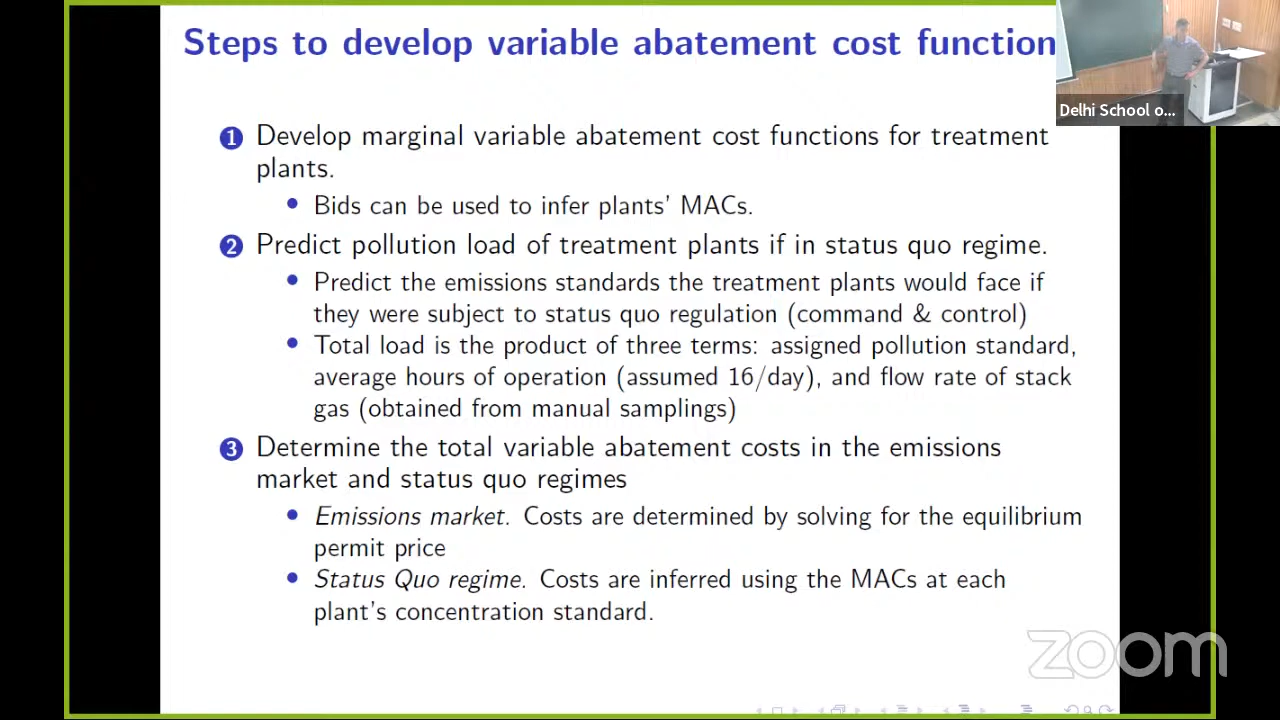 Steps to develop variable abatement cost function
Delhi School o...
1 Develop marginal variable abatement cost functions for treatment
plants.
• Bids can be used to infer plants' MACs.
2 Predict pollution load of treatment plants if in status quo regime.
• Predict the emissions standards the treatment plants would face if
they were subject to status quo regulation (command & control)
• Total load is the product of three terms: assigned pollution standard,
average hours of operation (assumed 16/day), and flow rate of stack
gas (obtained from manual samplings)
3 Determine the total variable abatement costs in the emissions
market and status quo regimes
• Emissions market. Costs are determined by solving for the equilibrium
permit price
• Status Quo regime. Costs are inferred using the MACs at each
plant's concentration standard.
zoom